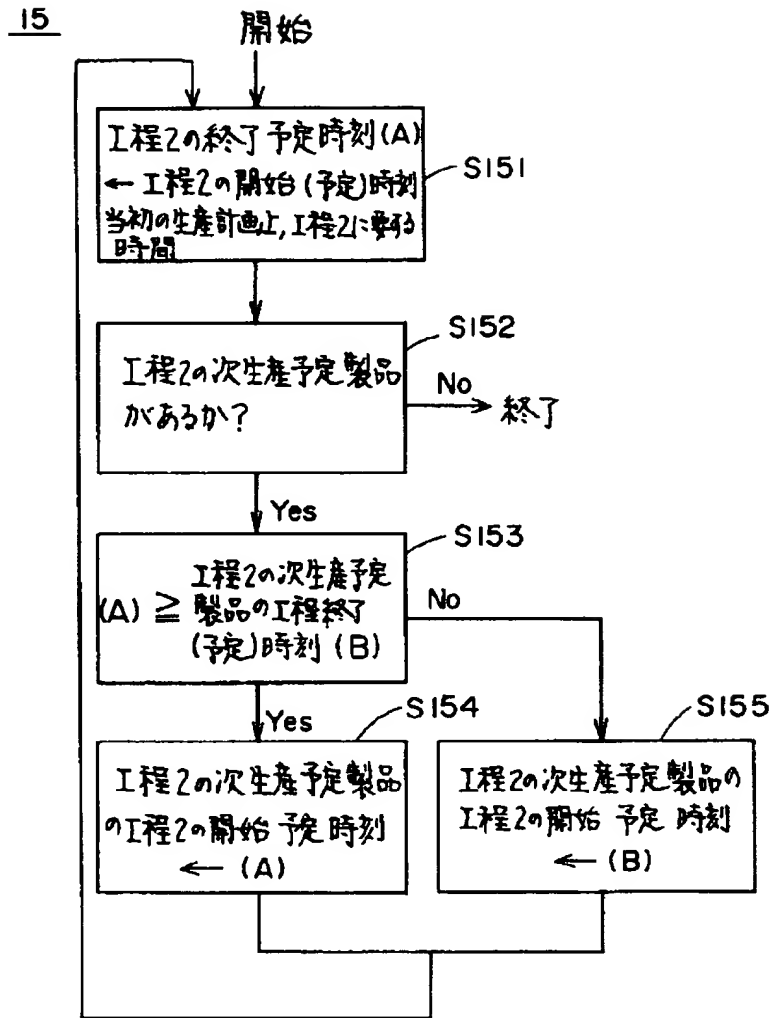 15
開始
工程2の終了予定時刻(A)
← 工程2の開始(予定)時刻
当初の生産計画上,工程2に要する
時間
S151
S152
工程2の次生産予定製品
があるか?
No
終了
Yes
S153
工程2の次生産予定
(A) ≧ 製品の工程終了
(予定)時刻 (B)
No
Yes
S154
工程2の次生産予定製品
の工程2の開始 予定 時刻
← (A)
S155
工程2の次生産予定製品の
工程2の開始 予定 時刻
← (B)